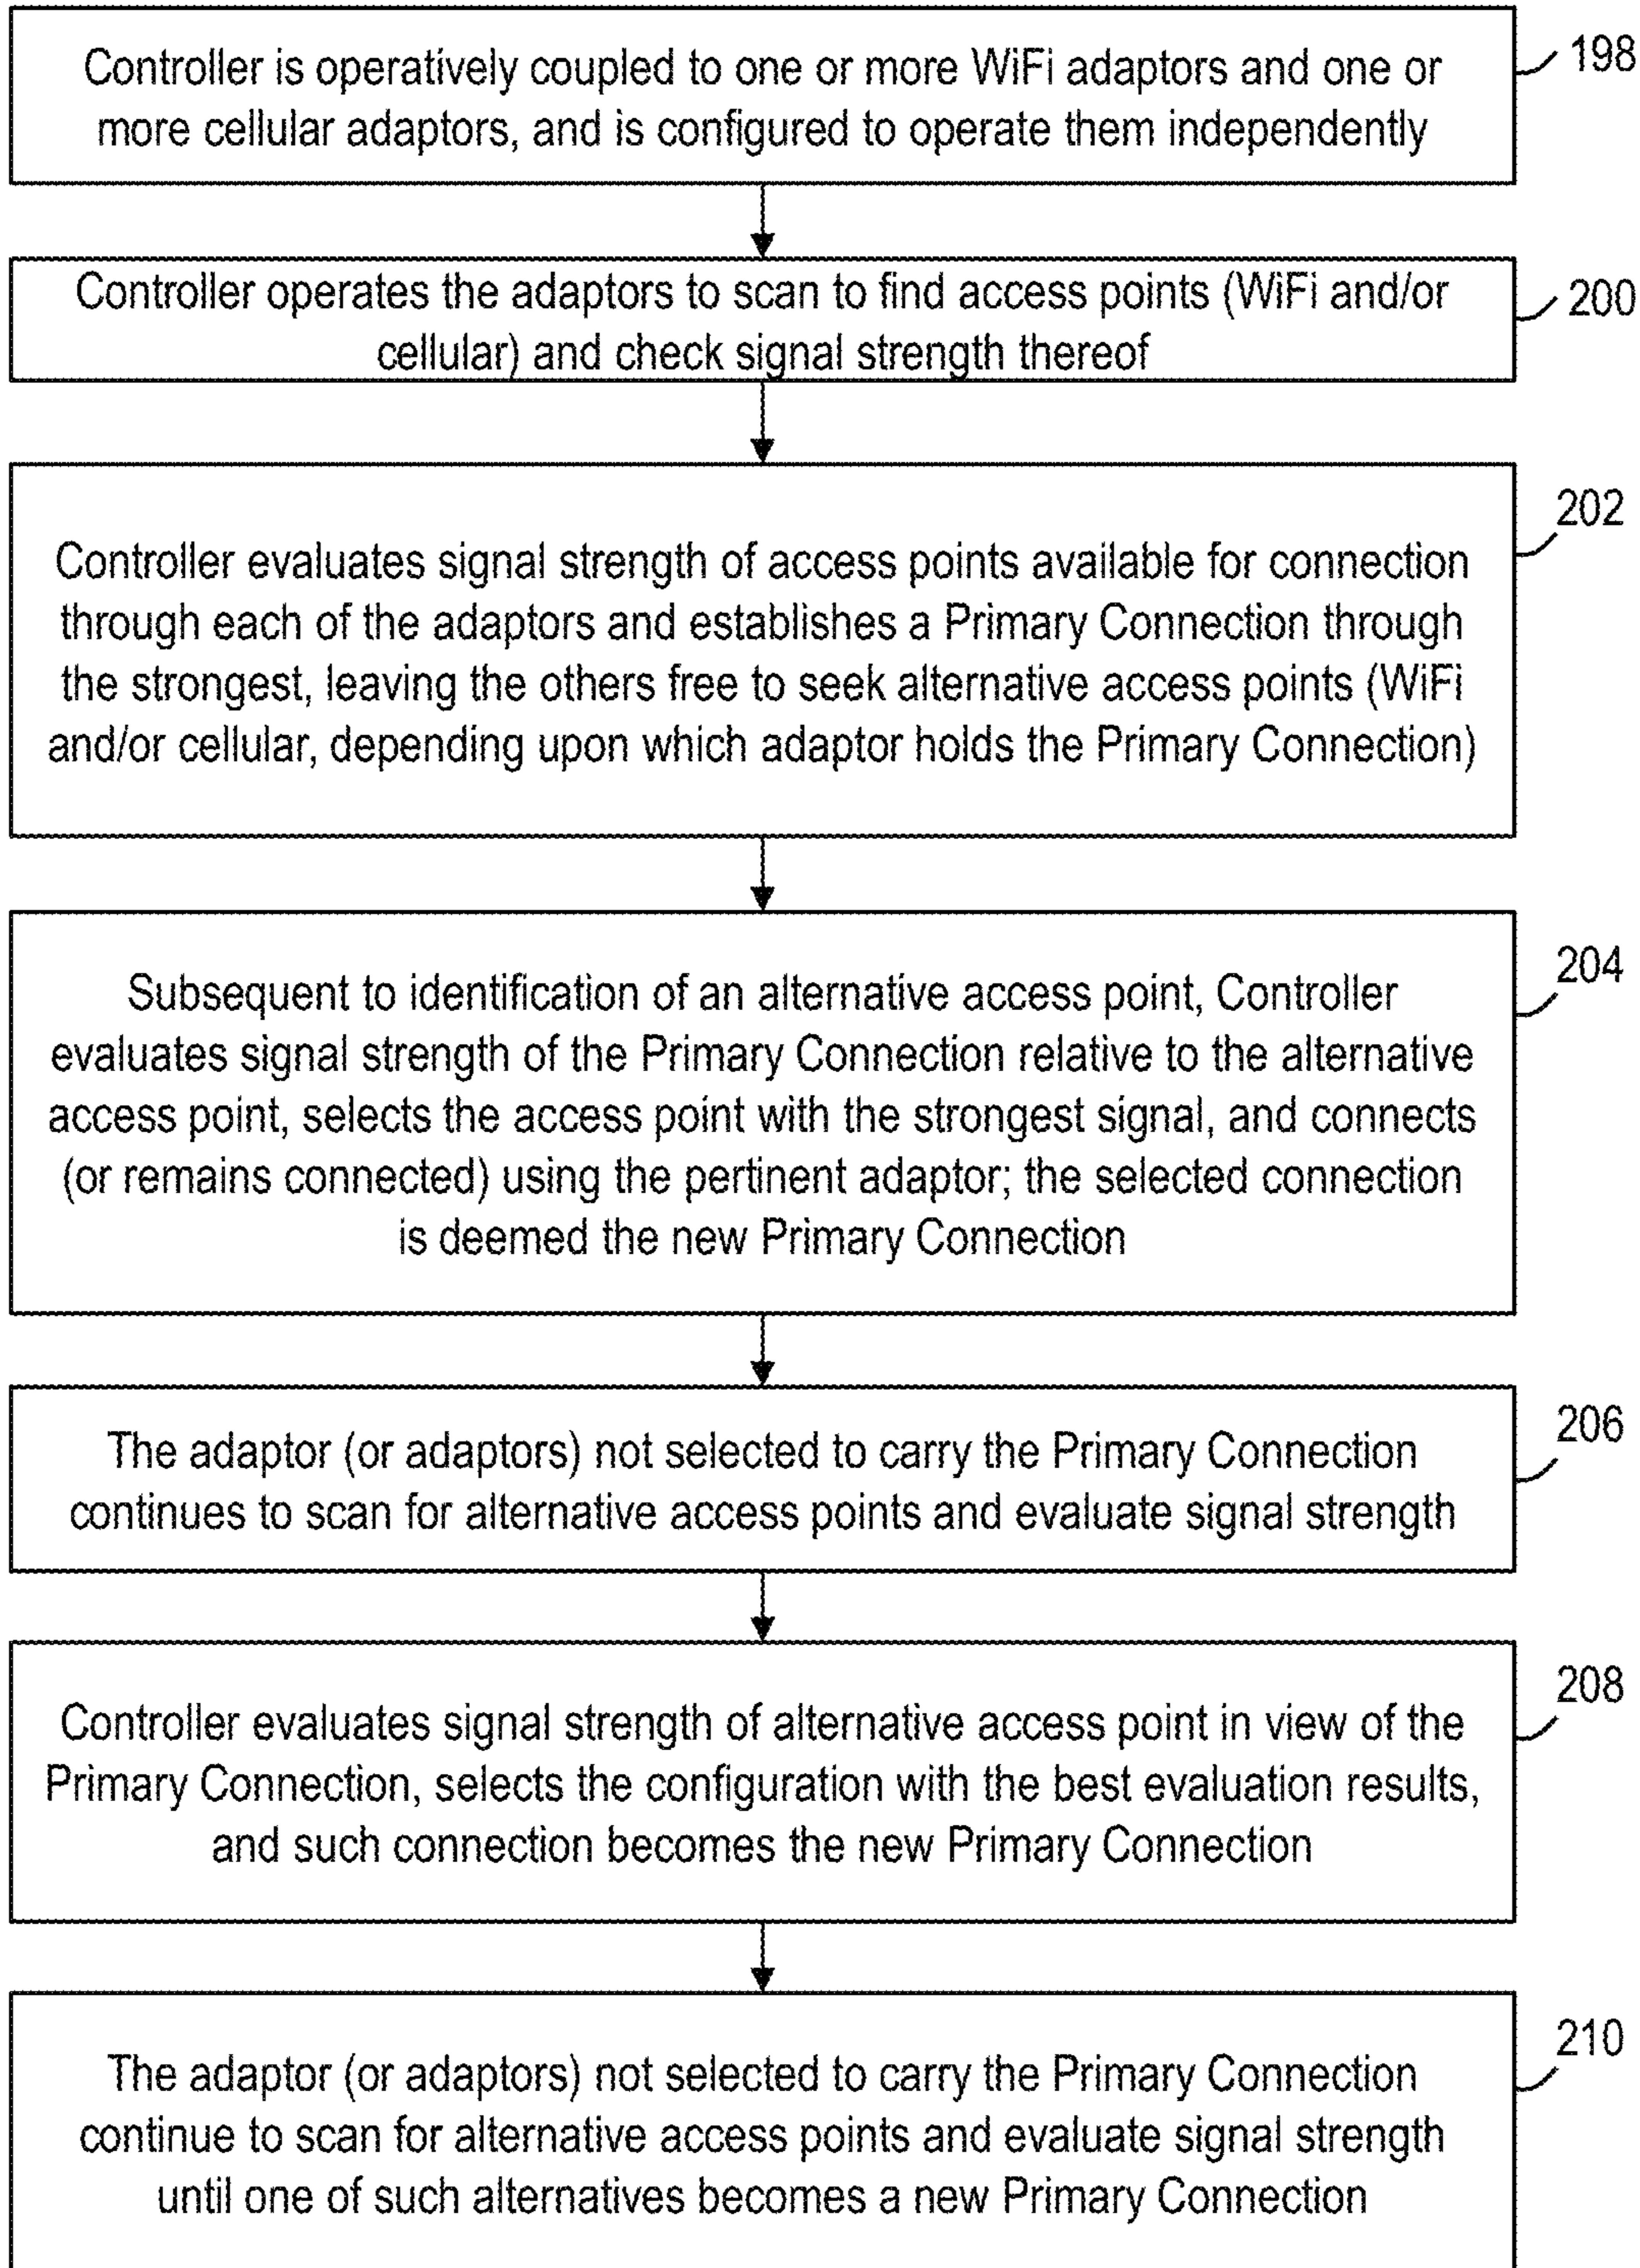 Controller is operatively coupled to one or more WiFi adaptors and one or
more cellular adaptors, and is configured to operate them independently
198
Controller operates the adaptors to scan to find access points (WiFi and/or
cellular) and check signal strength thereof
200
Controller evaluates signal strength of access points available for connection
through each of the adaptors and establishes a Primary Connection through
the strongest, leaving the others free to seek alternative access points (WiFi
and/or cellular, depending upon which adaptor holds the Primary Connection)
202
Subsequent to identification of an alternative access point, Controller
evaluates signal strength of the Primary Connection relative to the alternative
access point, selects the access point with the strongest signal, and connects
(or remains connected) using the pertinent adaptor; the selected connection
is deemed the new Primary Connection
204
The adaptor (or adaptors) not selected to carry the Primary Connection
continues to scan for alternative access points and evaluate signal strength
206
Controller evaluates signal strength of alternative access point in view of the
Primary Connection, selects the configuration with the best evaluation results,
and such connection becomes the new Primary Connection
208
The adaptor (or adaptors) not selected to carry the Primary Connection
continue to scan for alternative access points and evaluate signal strength
until one of such alternatives becomes a new Primary Connection
210